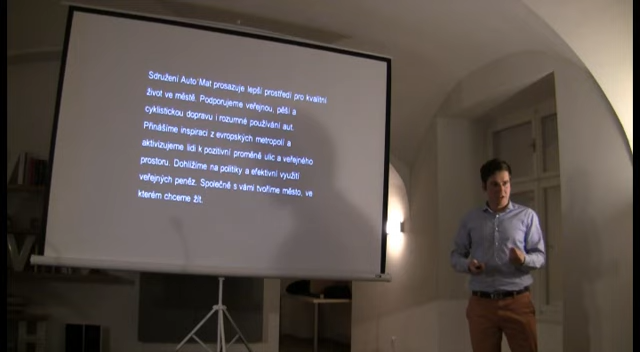 Sdružení Auto*Mat prosazuje lepší prostředí pro kvalitní
život ve městě. Podporujeme veřejnou, pěší a
cyklistickou dopravu i rozumné používání aut.
Přinášíme inspiraci z evropských metropolí a
aktivizujeme lidi k pozitivní proměně ulic a veřejného
prostoru. Dohlížíme na politiky a efektivní využití
veřejných peněz. Společně s vámi tvoříme město, ve
kterém chceme žít.